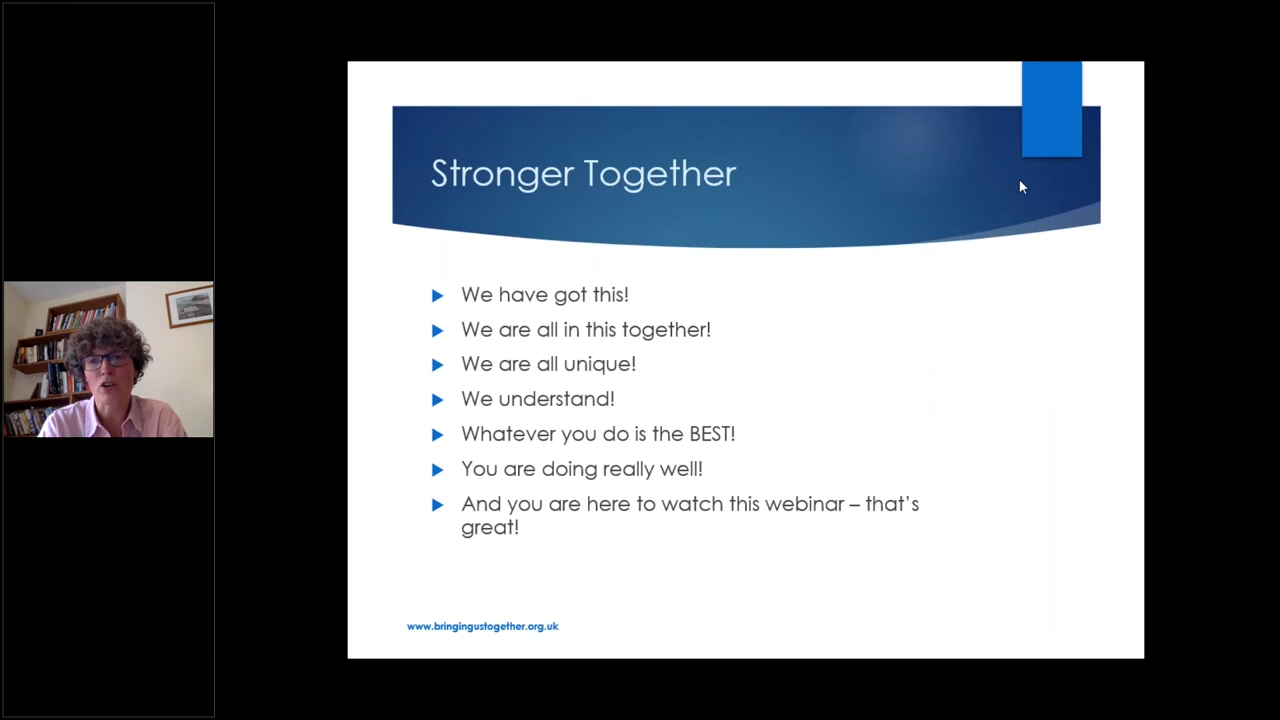 Stronger Together
We have got this!
We are all in this together!
We are all unique!
We understand!
Whatever you do is the BEST!
You are doing really well!
And you are here to watch this webinar – that's
great!
www.bringingustogether.org.uk